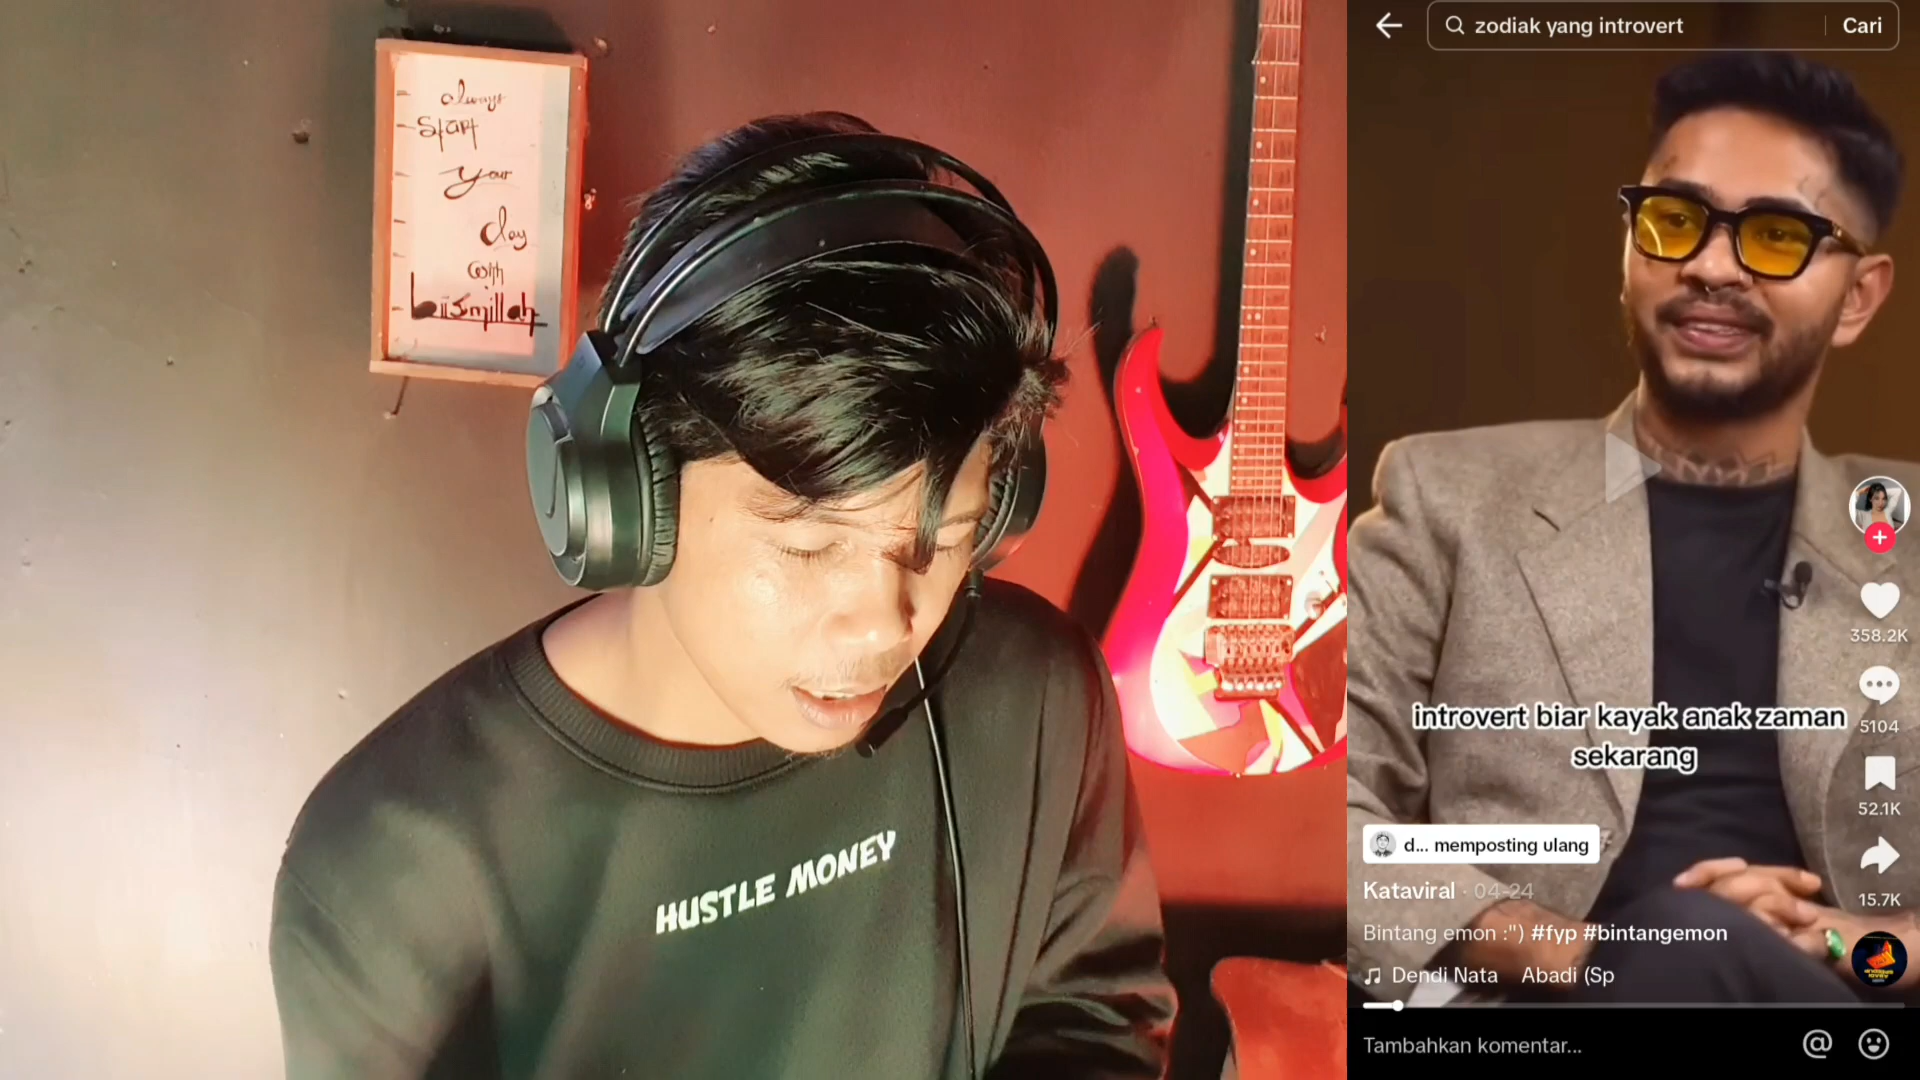 always
start
your
day
with
biismillah
HUSTLE MONEY
zodiak yang introvert
Cari
358.2K
introvert biar kayak anak zaman
sekarang
5104
52.1K
d... memposting ulang
15.7K
Kataviral · 04-24
Bintang emon :") #fyp #bintangemon
Dendi Nata Abadi (Sp
Tambahkan komentar...
@